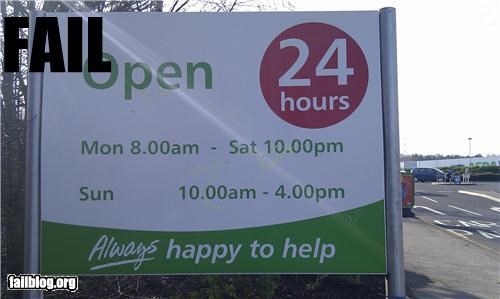 FAIL
Open
24
hours
Mon 8.00am - Sat 10.00pm
Sun 10.00am - 4.00pm
Always happy to help
ASDA
failblog.org